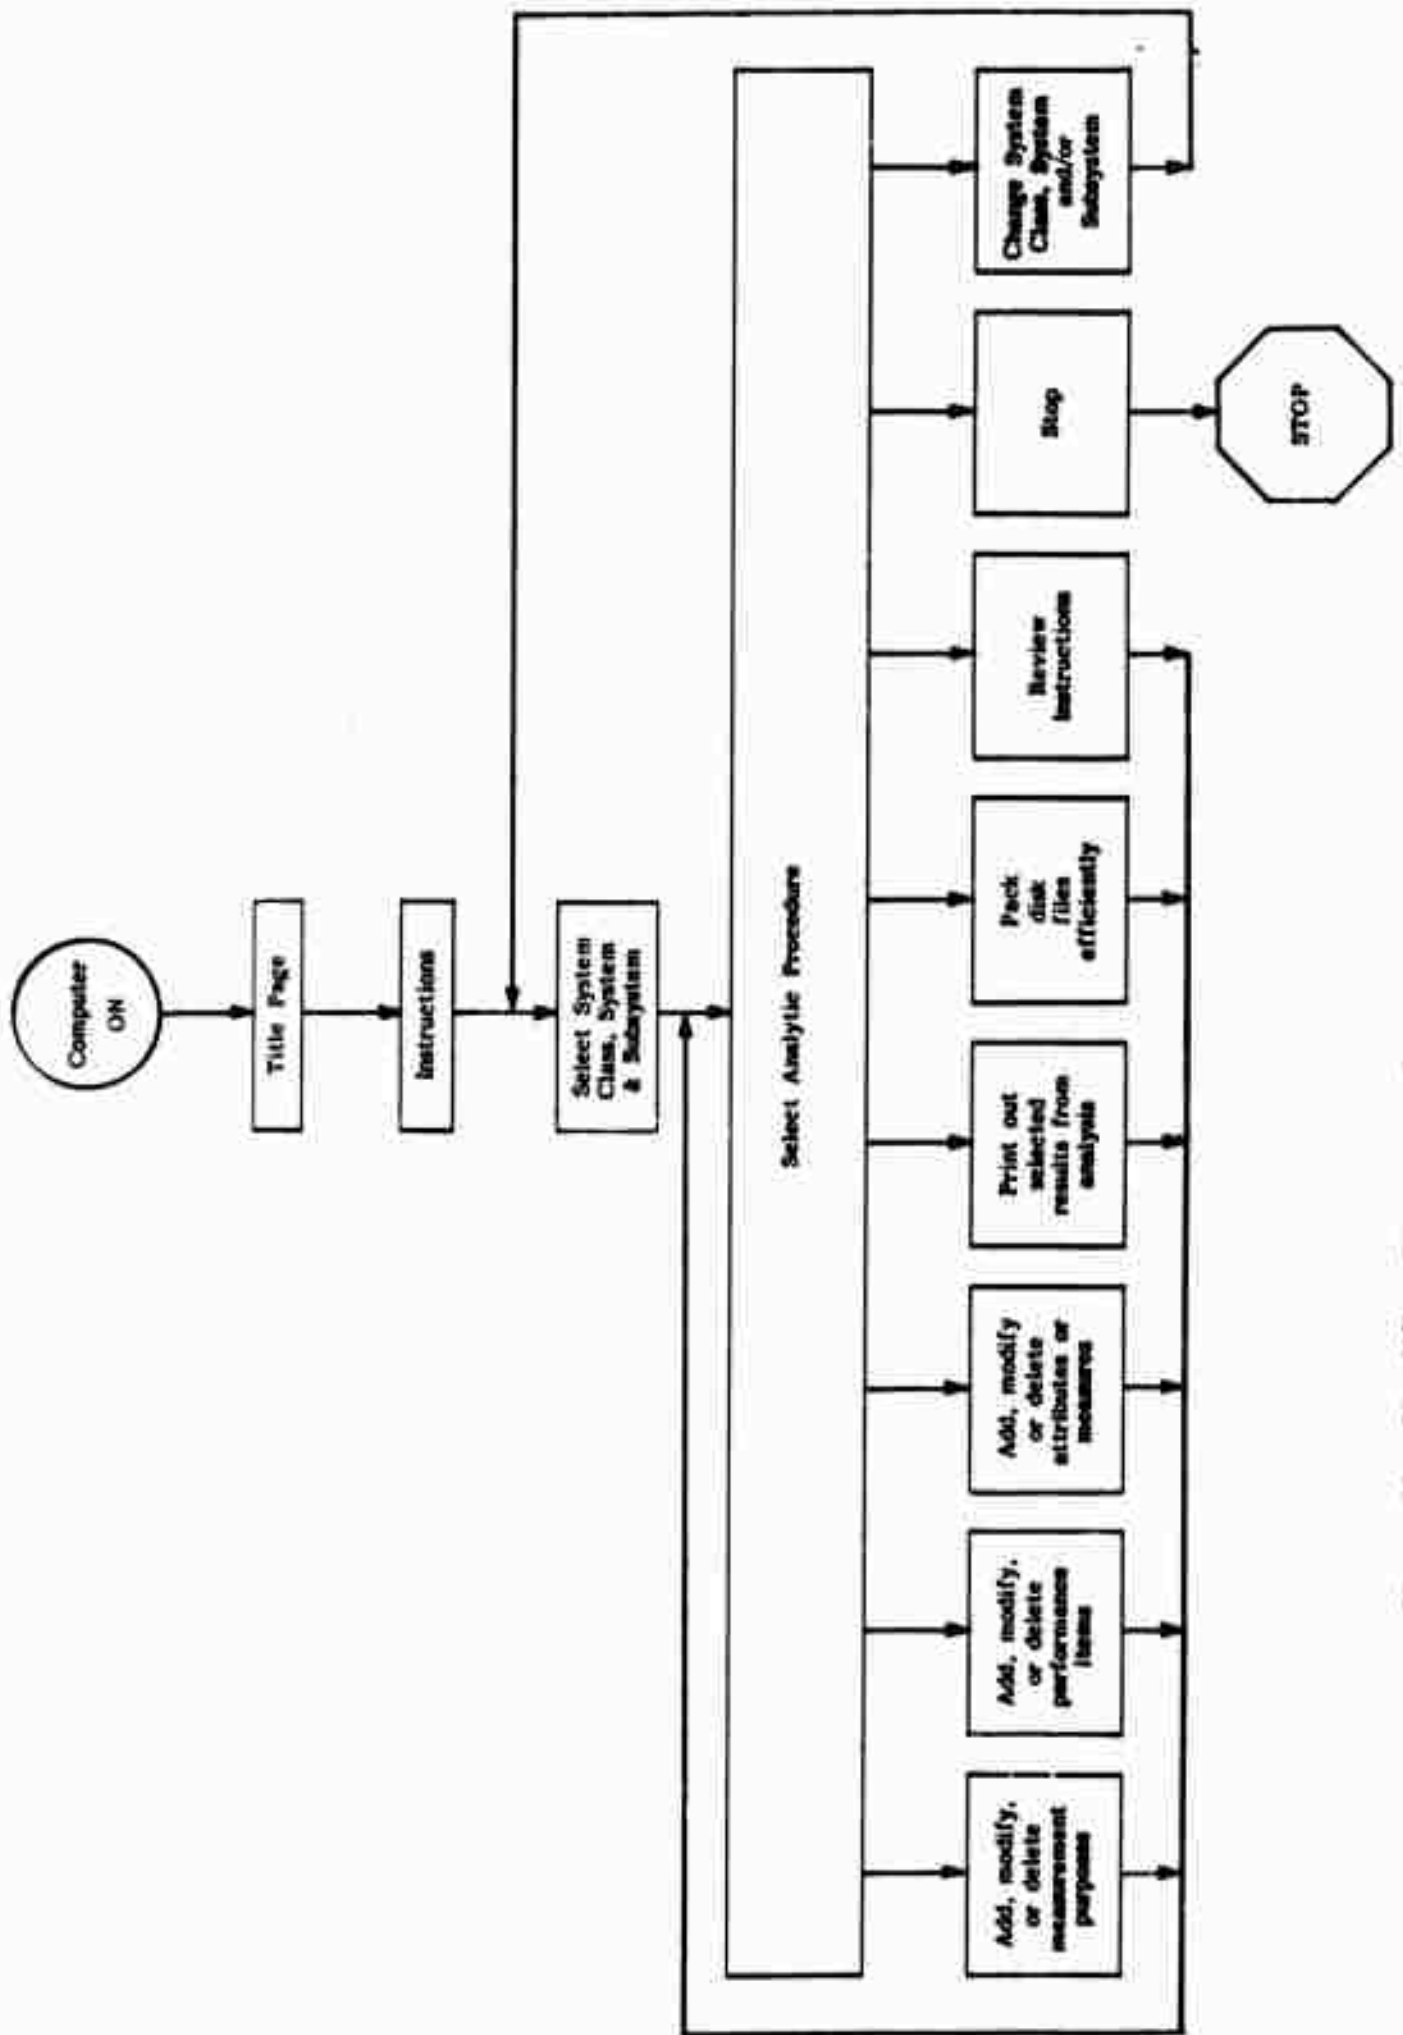 Computer
ON
Title Page
Instructions
Select System
Class, System
& Subsystem
Select Analytic Procedure
Add, modify,
or delete
measurement
purposes
Add, modify,
or delete
performance
items
Add, modify
or delete
attributes or
measures
Print out
selected
results from
analysis
Pack
disk
files
efficiently
Review
instructions
Stop
Change System
Class, System
and/or
Subsystem
STOP